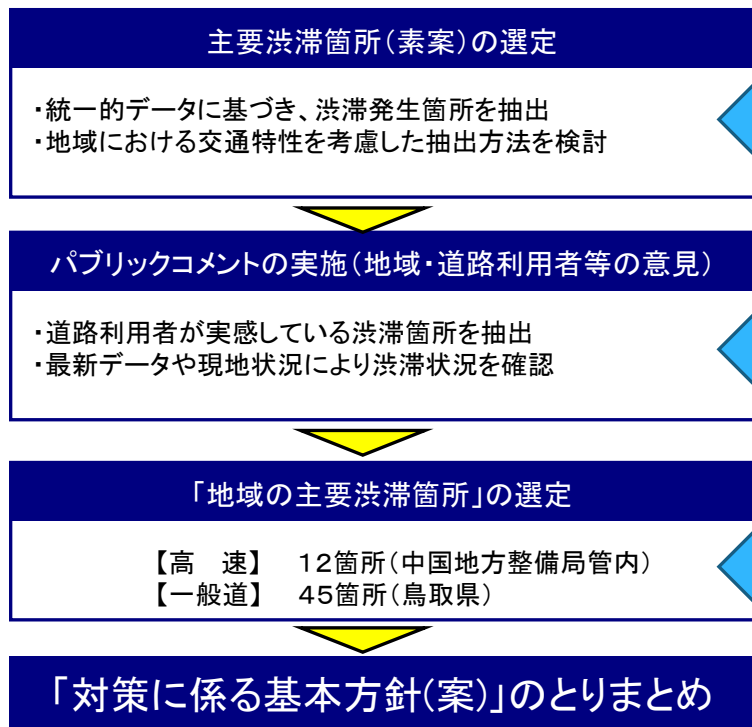 主要渋滞箇所(素案)の選定
・統一的データに基づき、渋滞発生箇所を抽出
・地域における交通特性を考慮した抽出方法を検討
パブリックコメントの実施(地域・道路利用者等の意見)
・道路利用者が実感している渋滞箇所を抽出
・最新データや現地状況により渋滞状況を確認
「地域の主要渋滞箇所」の選定
【高　速】　12箇所(中国地方整備局管内)
【一般道】　45箇所(鳥取県)
「対策に係る基本方針(案)」のとりまとめ